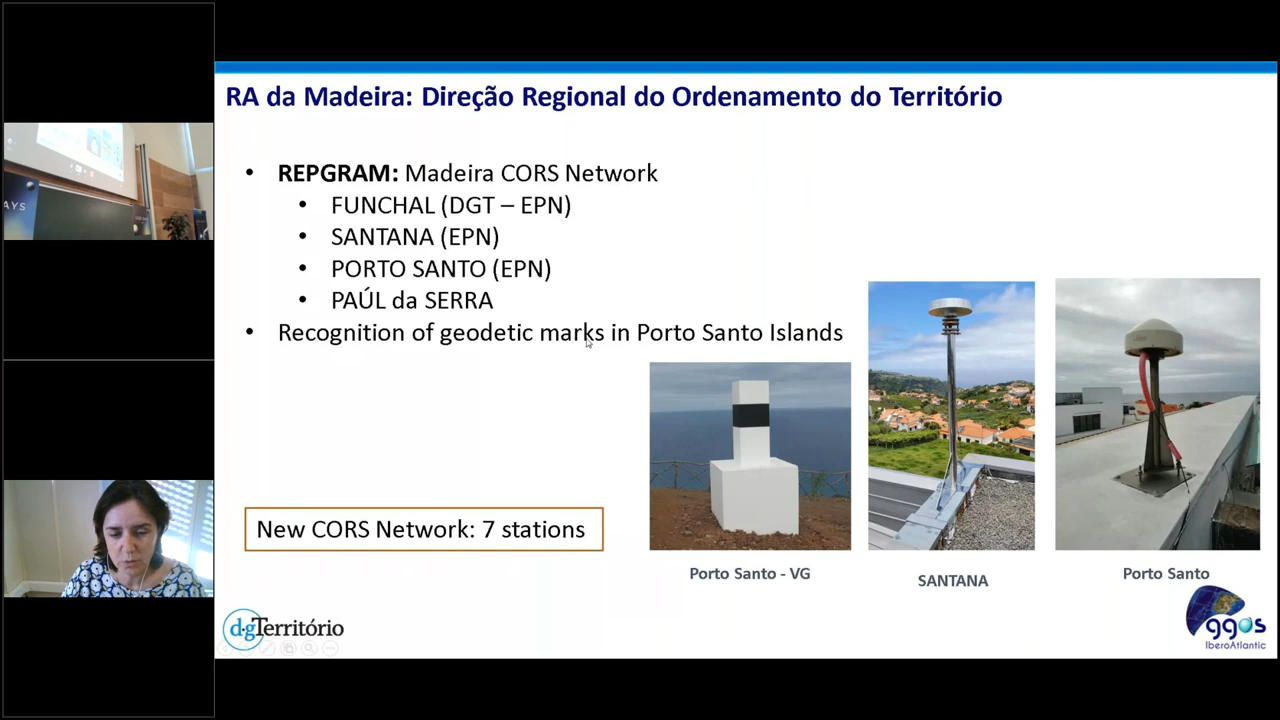 RA da Madeira: Direção Regional do Ordenamento do Território
• REPGRAM: Madeira CORS Network
• FUNCHAL (DGT – EPN)
• SANTANA (EPN)
• PORTO SANTO (EPN)
• PAÚL da SERRA
• Recognition of geodetic marks in Porto Santo Islands
New CORS Network: 7 stations
Porto Santo - VG
SANTANA
Porto Santo
d·gTerritório
ggos
IberoAtlantic
AYS